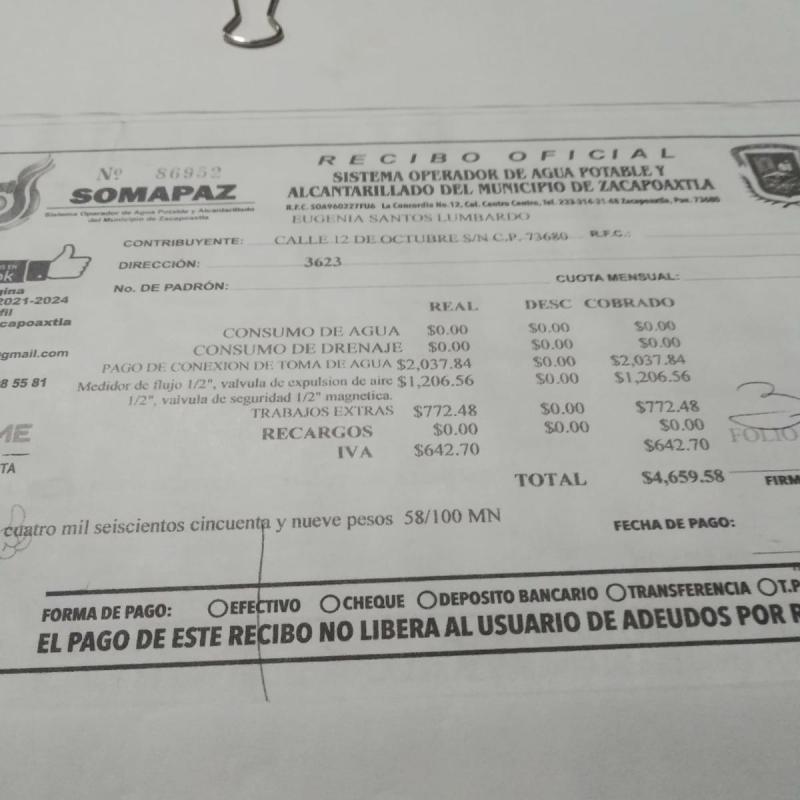 RECIBO OFICIAL
Nº 86952
SISTEMA OPERADOR DE AGUA POTABLE Y
ALCANTARILLADO DEL MUNICIPIO DE ZACAPOAXTLA
SOMAPAZ
Sistema Operador de Agua Potable y Alcantarillado
del Municipio de Zacapoaxtla
R.F.C. SOA960227FU6 La Concordia No.12, Col. Centro Centro, Tel. 233-314-31-48 Zacapoaxtla, Pue. 73680
EUGENIA SANTOS LUMBARDO
CONTRIBUYENTE: CALLE 12 DE OCTUBRE S/N C.P. 73680 R.F.C.:
DIRECCIÓN: 3623
No. DE PADRÓN: CUOTA MENSUAL:
2021-2024
gmail.com
8 55 81
REAL DESC COBRADO
CONSUMO DE AGUA $0.00 $0.00 $0.00
CONSUMO DE DRENAJE $0.00 $0.00 $0.00
PAGO DE CONEXION DE TOMA DE AGUA $2,037.84 $0.00 $2,037.84
Medidor de flujo 1/2", valvula de expulsion de aire $1,206.56 $0.00 $1,206.56
1/2", valvula de seguridad 1/2" magnetica.
TRABAJOS EXTRAS $772.48 $0.00 $772.48
RECARGOS $0.00 $0.00 $0.00
IVA $642.70 $642.70
FOLIO
TOTAL $4,659.58
FIRM
cuatro mil seiscientos cincuenta y nueve pesos 58/100 MN
FECHA DE PAGO:
FORMA DE PAGO: EFECTIVO CHEQUE DEPOSITO BANCARIO TRANSFERENCIA T.P
EL PAGO DE ESTE RECIBO NO LIBERA AL USUARIO DE ADEUDOS POR R